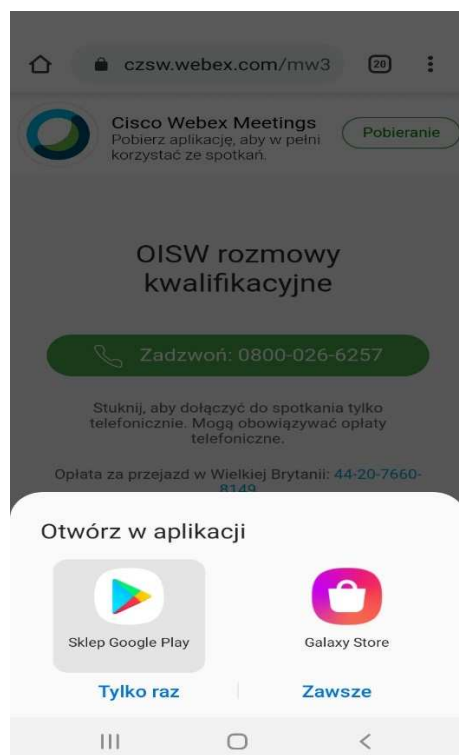 czsw.webex.com/mw3
20
Cisco Webex Meetings
Pobierz aplikację, aby w pełni
korzystać ze spotkań.
Pobieranie
OISW rozmowy
kwalifikacyjne
Zadzwoń: 0800-026-6257
Stuknij, aby dołączyć do spotkania tylko
telefonicznie. Mogą obowiązywać opłaty
telefoniczne.
Opłata za przejazd w Wielkiej Brytanii: 44-20-7660-
8149
Otwórz w aplikacji
Sklep Google Play
Galaxy Store
Tylko raz
Zawsze